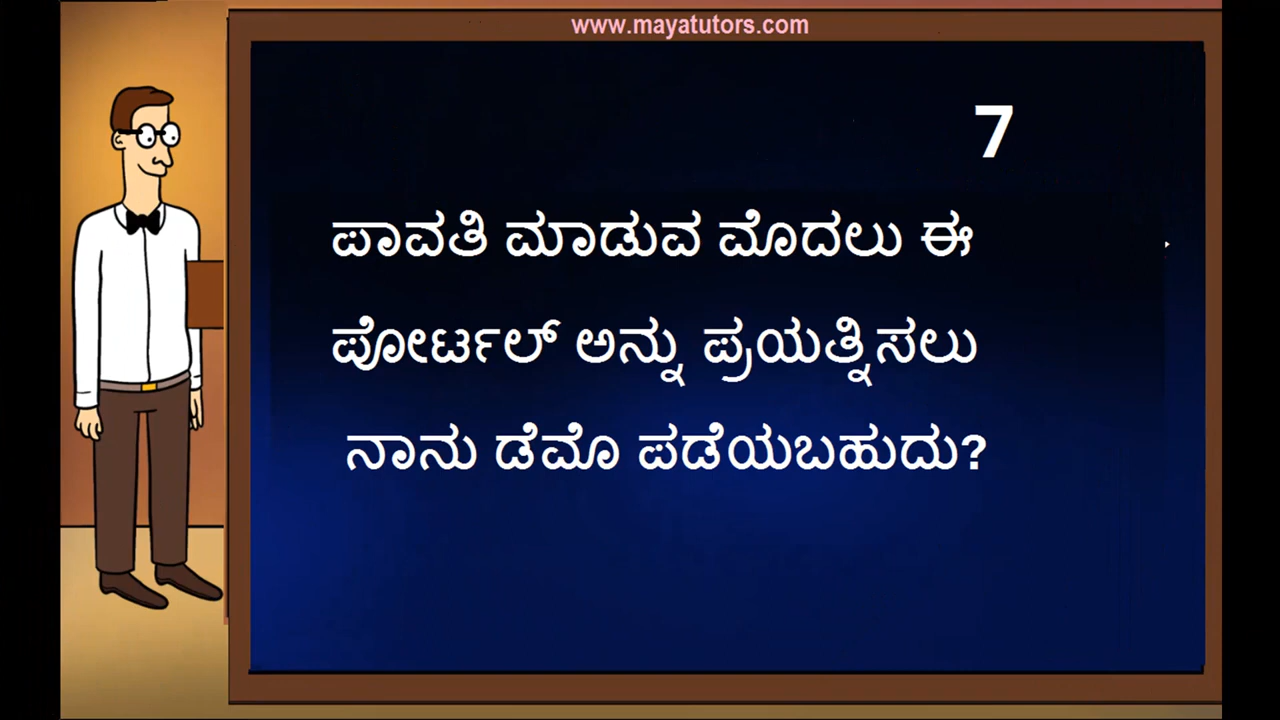 www.mayatutors.com
7
ಪಾವತಿ ಮಾಡುವ ಮೊದಲು ಈ
ಪೋರ್ಟಲ್ ಅನ್ನು ಪ್ರಯತ್ನಿಸಲು
ನಾನು ಡೆಮೊ ಪಡೆಯಬಹುದು?